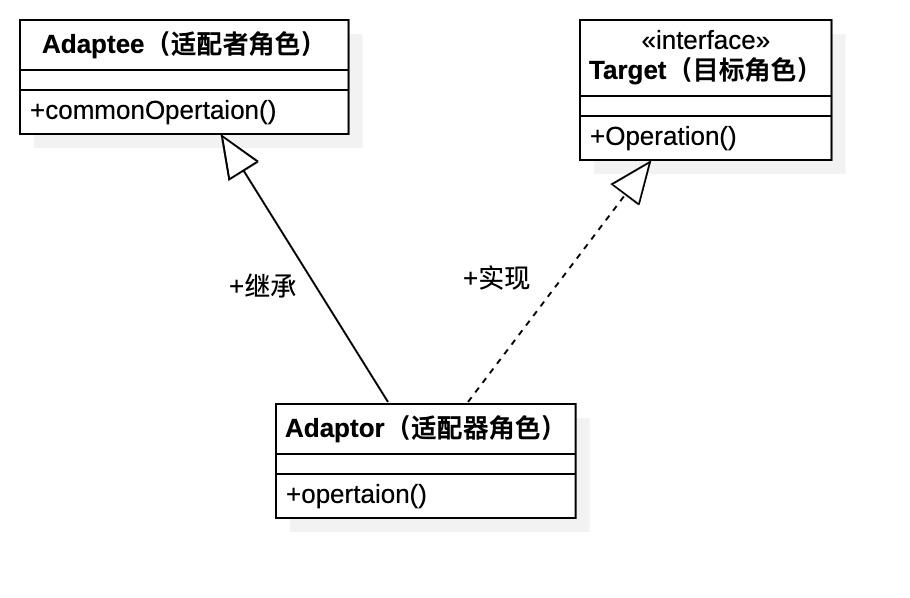 Adaptee（适配者角色）
+commonOpertaion()
«interface»
Target（目标角色）
+Operation()
+继承
+实现
Adaptor（适配器角色）
+opertaion()